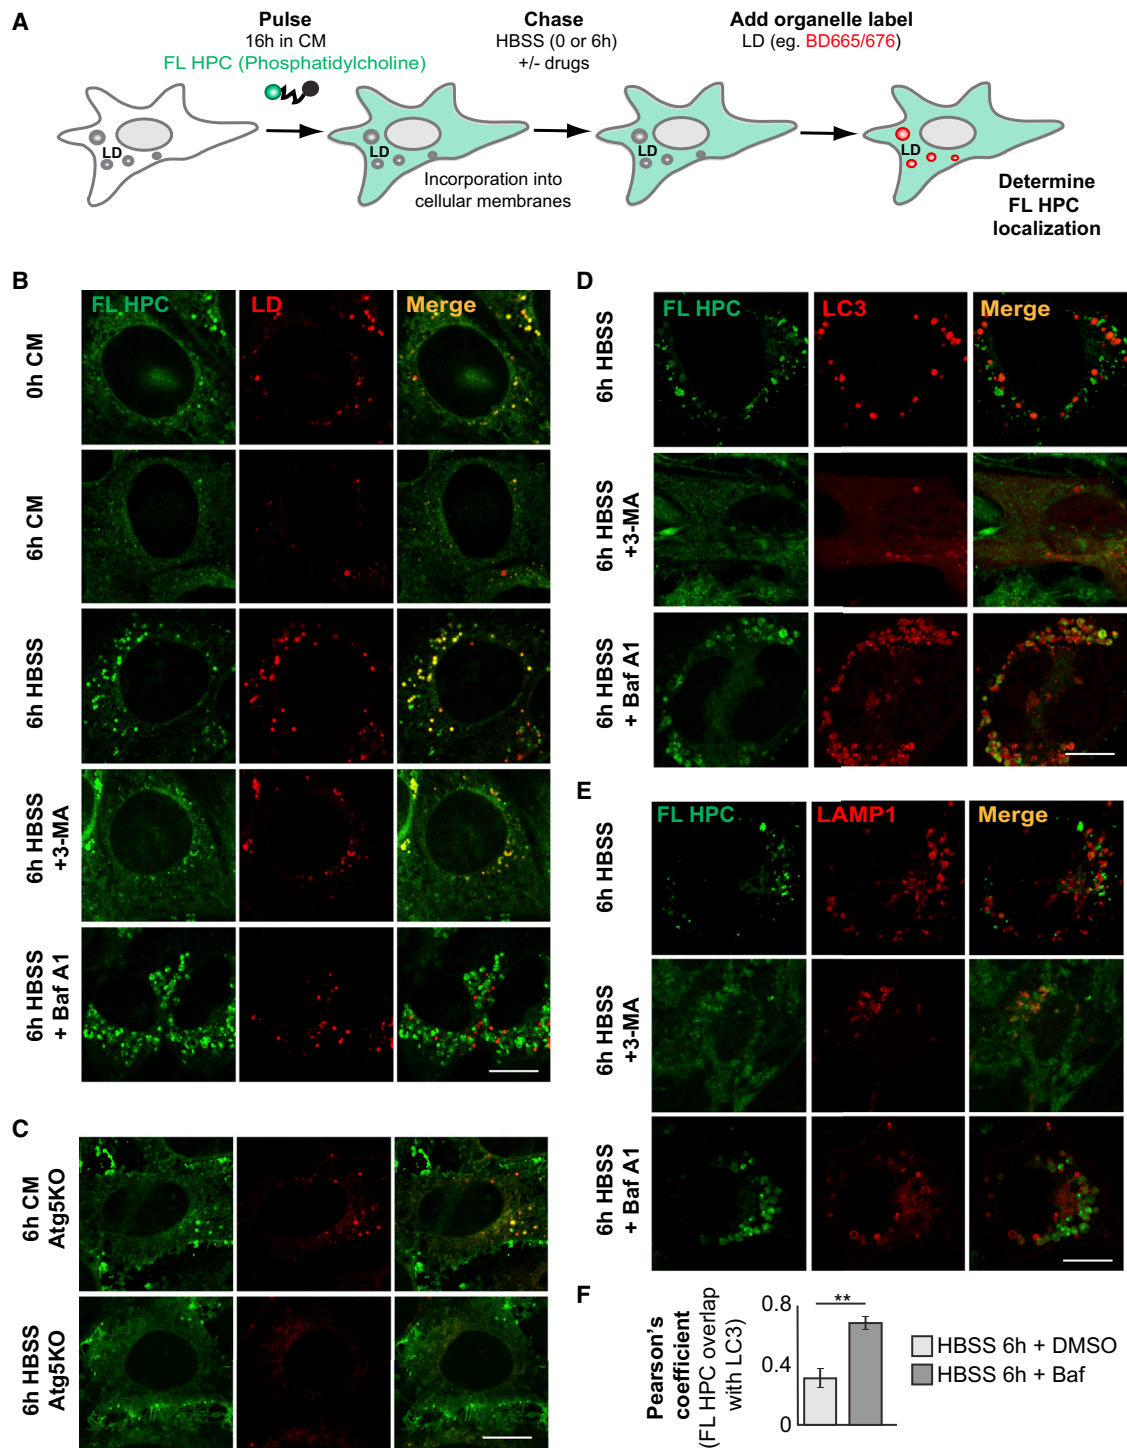 A
Pulse
16h in CM
FL HPC (Phosphatidylcholine)
Chase
HBSS (0 or 6h)
+/- drugs
Add organelle label
LD (eg. BD665/676)
LD
LD
LD
LD
Incorporation into
cellular membranes
Determine
FL HPC
localization
B
FL HPC
LD
Merge
0h CM
6h CM
6h HBSS
6h HBSS
+3-MA
6h HBSS
+ Baf A1
C
6h CM
Atg5KO
6h HBSS
Atg5KO
D
FL HPC
LC3
Merge
6h HBSS
6h HBSS
+3-MA
6h HBSS
+ Baf A1
E
FL HPC
LAMP1
Merge
6h HBSS
6h HBSS
+3-MA
6h HBSS
+ Baf A1
F
Pearson's
coefficient
(FL HPC overlap
with LC3)
0.8
0.4
0
**
HBSS 6h + DMSO
HBSS 6h + Baf